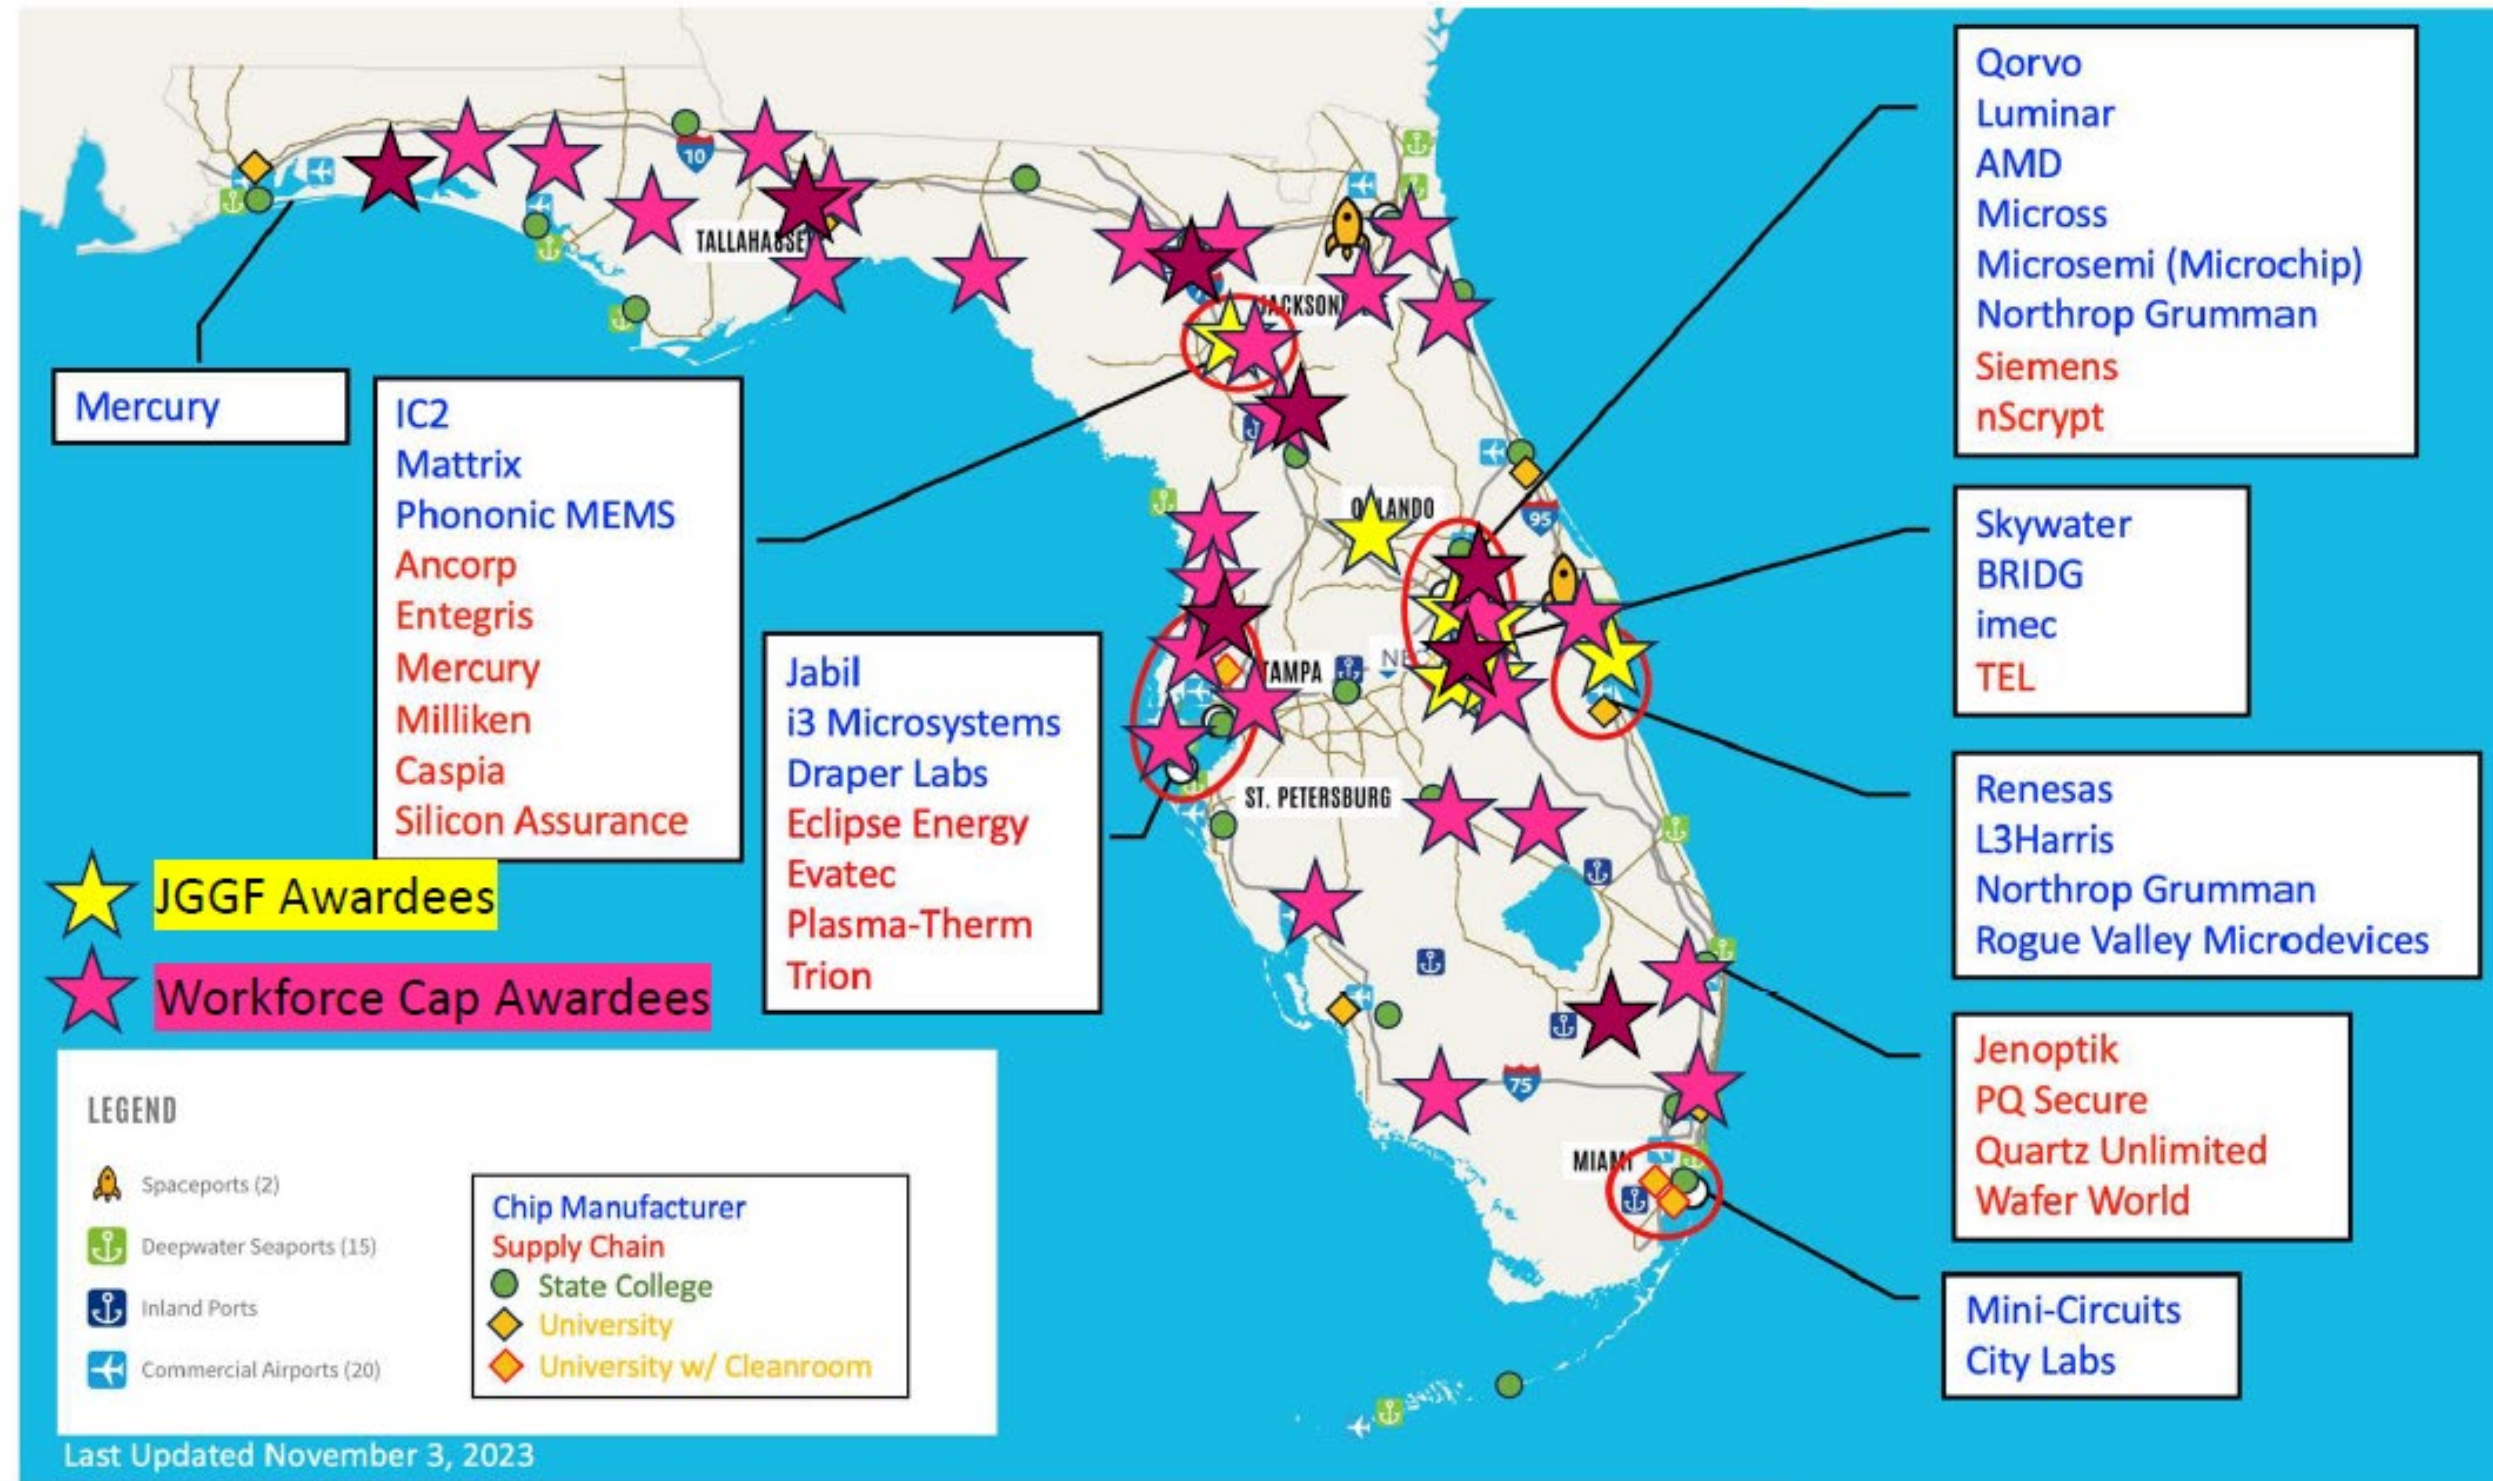 10
TALLAHASSE
JACKSON
Qorvo
Luminar
AMD
Micross
Microsemi (Microchip)
Northrop Grumman
Siemens
nScrypt
Mercury
IC2
Mattrix
Phononic MEMS
Ancorp
Entegris
Mercury
Milliken
Caspia
Silicon Assurance
ORLANDO
95
Skywater
BRIDG
imec
TEL
Jabil
i3 Microsystems
Draper Labs
Eclipse Energy
Evatec
Plasma-Therm
Trion
TAMPA
ST. PETERSBURG
Renesas
L3Harris
Northrop Grumman
Rogue Valley Microdevices
JGGF Awardees
Workforce Cap Awardees
75
MIAMI
Jenoptik
PQ Secure
Quartz Unlimited
Wafer World
Mini-Circuits
City Labs
LEGEND
Spaceports (2)
Deepwater Seaports (15)
Inland Ports
Commercial Airports (20)
Chip Manufacturer
Supply Chain
State College
University
University w/ Cleanroom
Last Updated November 3, 2023